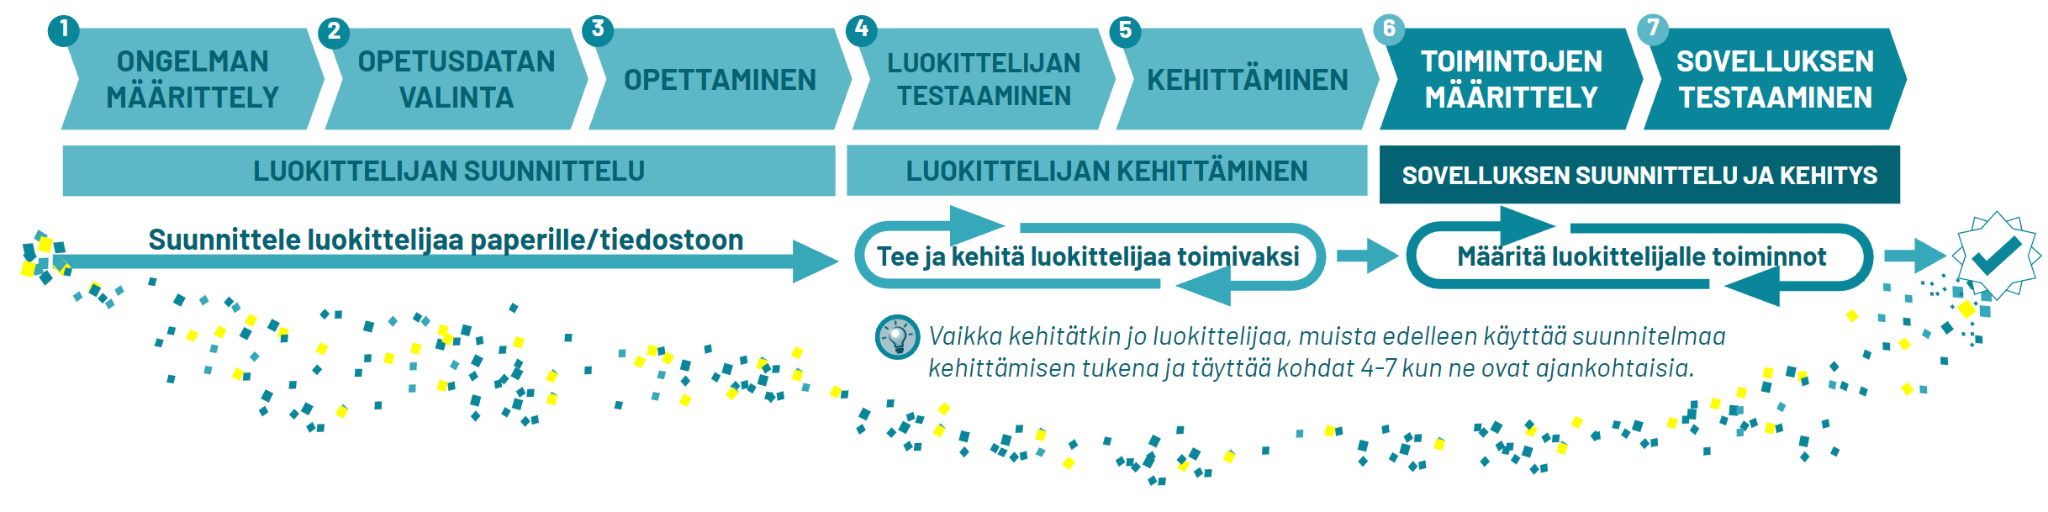 1
ONGELMAN
MÄÄRITTELY
2
OPETUSDATAN
VALINTA
3
OPETTAMINEN
4
LUOKITTELIJAN
TESTAAMINEN
5
KEHITTÄMINEN
6
TOIMINTOJEN
MÄÄRITTELY
7
SOVELLUKSEN
TESTAAMINEN
LUOKITTELIJAN SUUNNITTELU
LUOKITTELIJAN KEHITTÄMINEN
SOVELLUKSEN SUUNNITTELU JA KEHITYS
Suunnittele luokittelijaa paperille/tiedostoon
Tee ja kehitä luokittelijaa toimivaksi
Määritä luokittelijalle toiminnot
Vaikka kehitätkin jo luokittelijaa, muista edelleen käyttää suunnitelmaa
kehittämisen tukena ja täyttää kohdat 4-7 kun ne ovat ajankohtaisia.